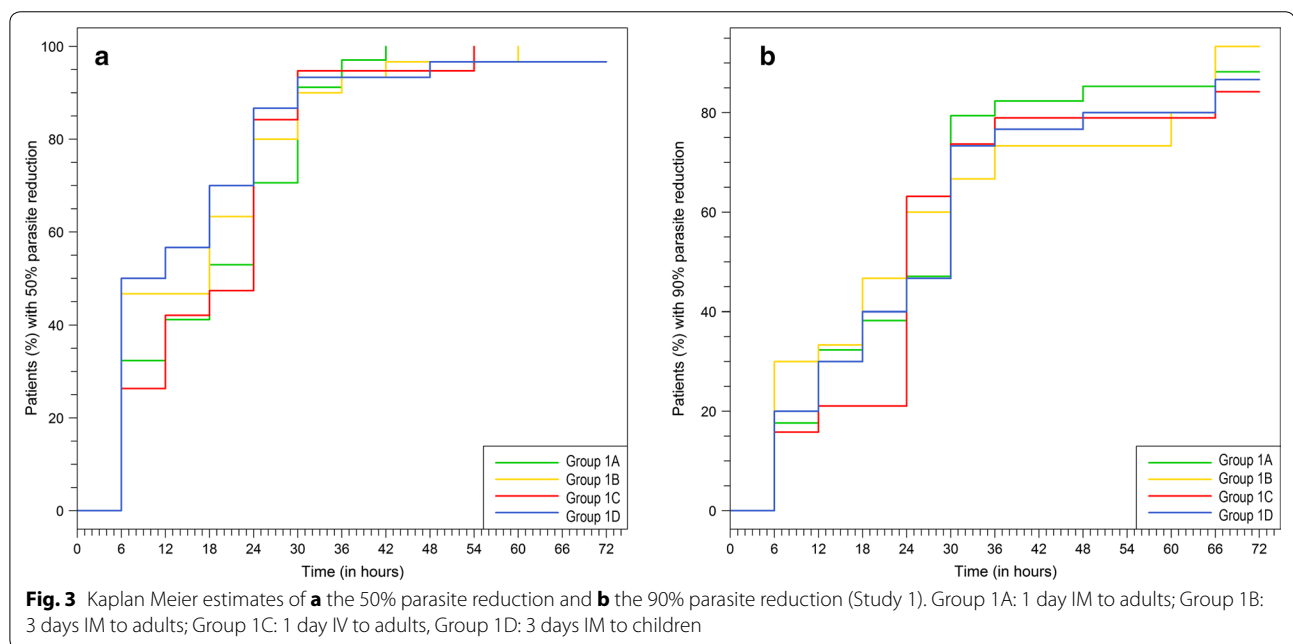 a
Patients (%) with 50% parasite reduction
100
80
60
40
20
0
0 6 12 18 24 30 36 42 48 54 60 66 72
Time (in hours)
Group 1A
Group 1B
Group 1C
Group 1D
b
Patients (%) with 90% parasite reduction
80
60
40
20
0
0 6 12 18 24 30 36 42 48 54 60 66 72
Time (in hours)
Group 1A
Group 1B
Group 1C
Group 1D
Fig. 3 Kaplan Meier estimates of a the 50% parasite reduction and b the 90% parasite reduction (Study 1). Group 1A: 1 day IM to adults; Group 1B:
3 days IM to adults; Group 1C: 1 day IV to adults, Group 1D: 3 days IM to children